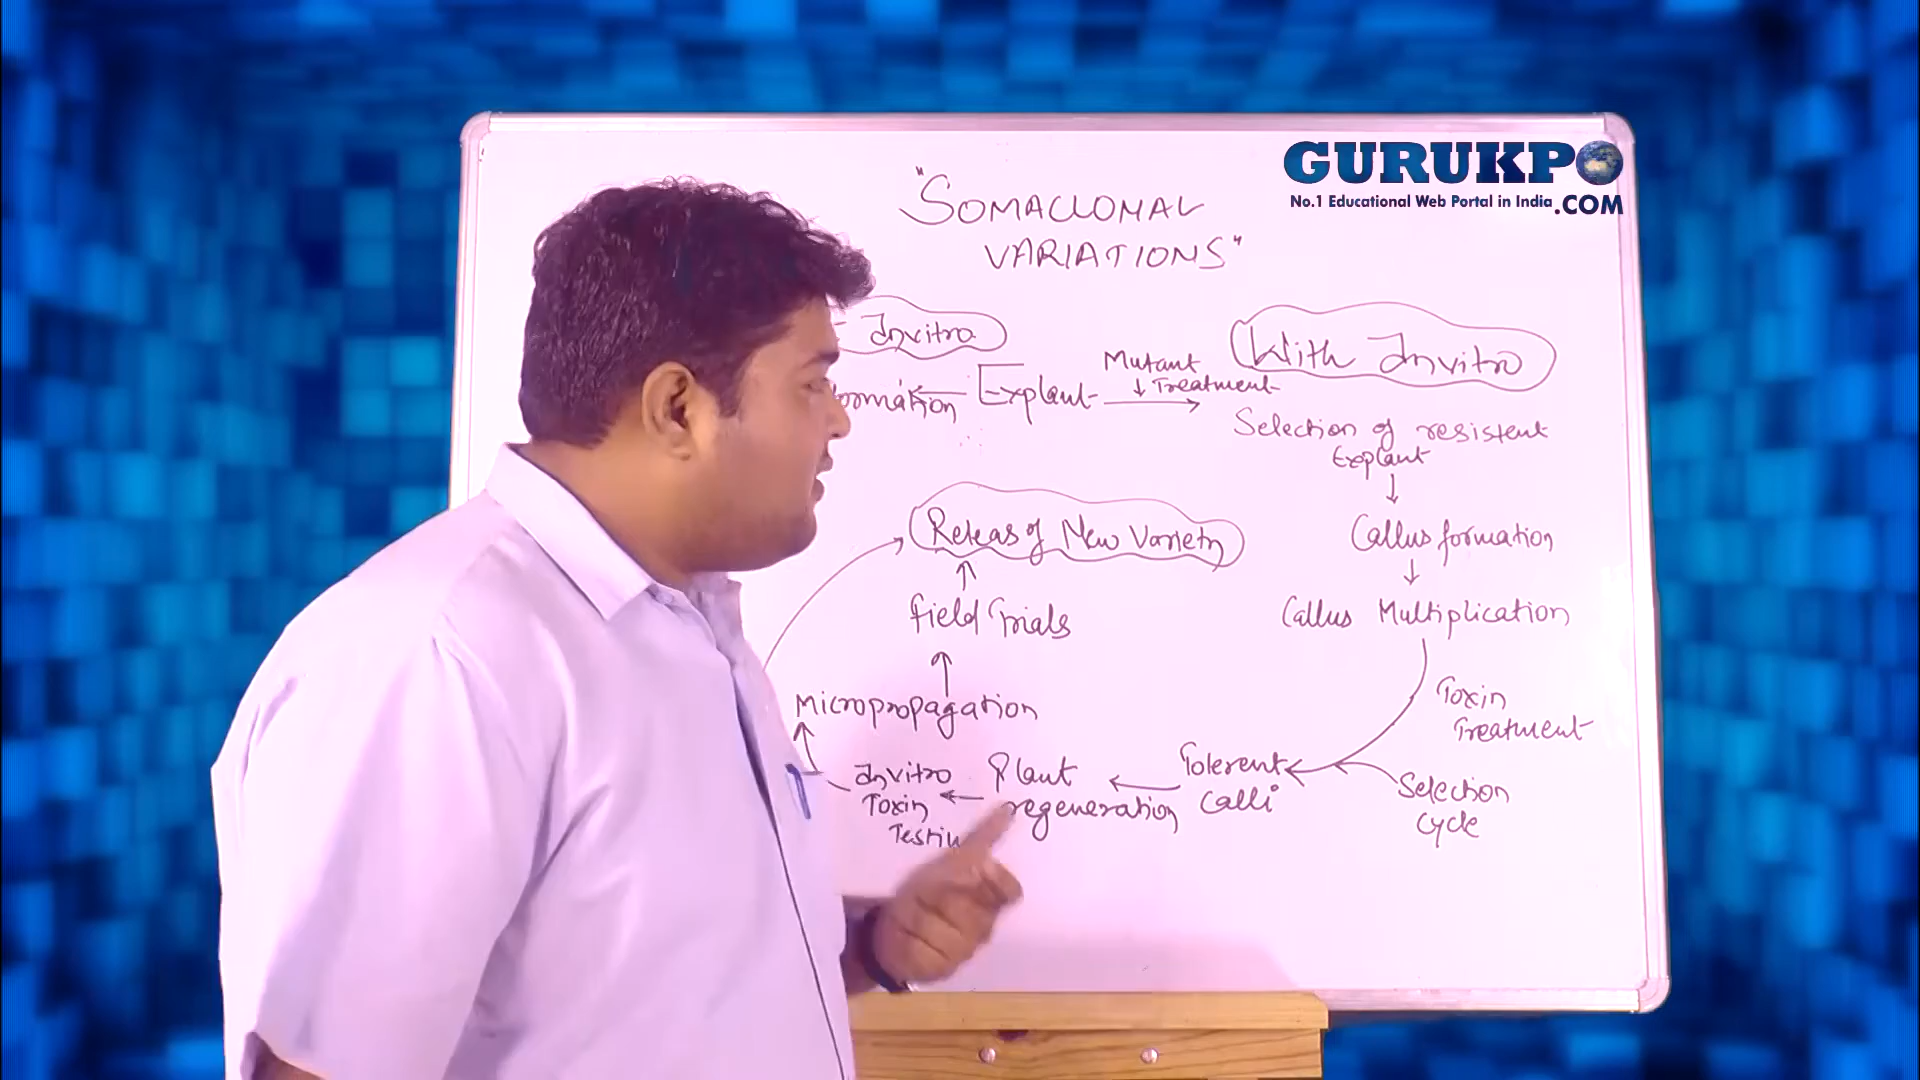 GURUKPO
No.1 Educational Web Portal in India .COM
"SOMACLONAL
VARIATIONS"
Invitro
With Invitro
Mutant
Treatment
ormation
Explant
Selection of resistent
Explant
Callus formation
Callus Multiplication
Toxin
Treatment
Selection
Cycle
Tolerent
Calli
Plant
regeneration
Invitro
Toxin
Testin
Micropropagation
Field Trials
Releas of New Variety